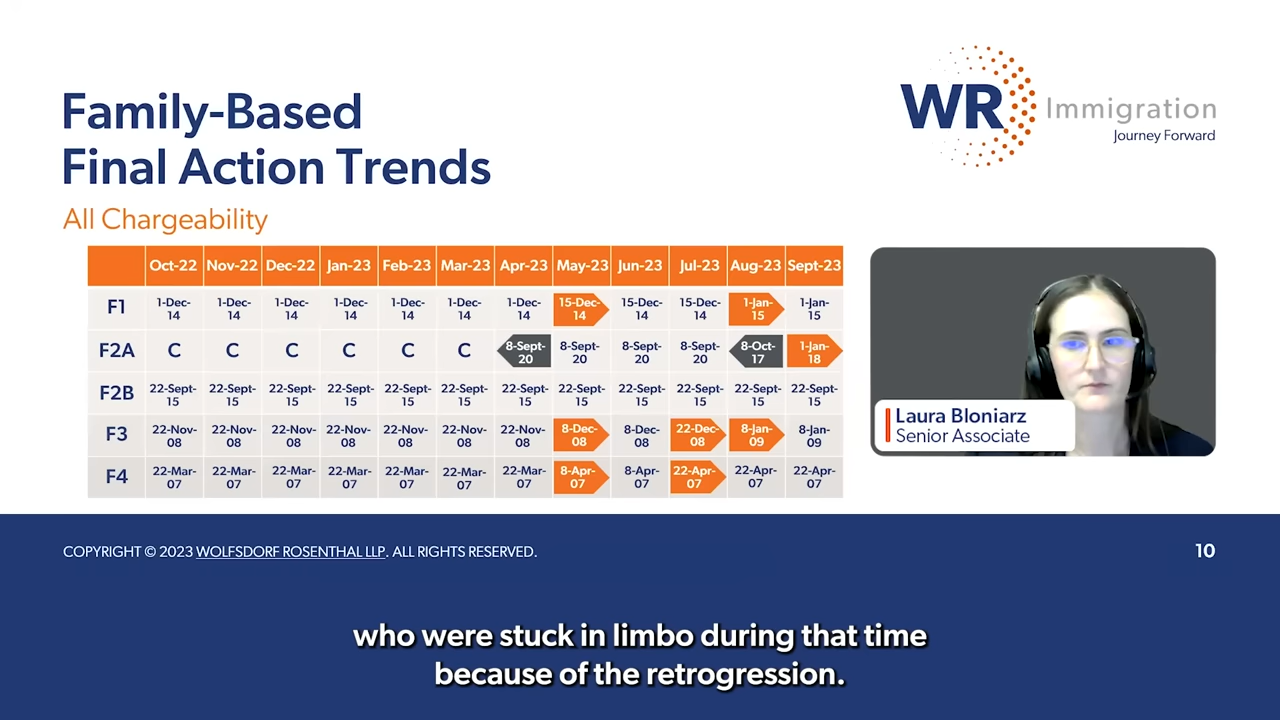 Family-Based
Final Action Trends
All Chargeability
WR Immigration
Journey Forward
Oct-22 Nov-22 Dec-22 Jan-23 Feb-23 Mar-23 Apr-23 May-23 Jun-23 Jul-23 Aug-23 Sept-23
F1 1-Dec-14 1-Dec-14 1-Dec-14 1-Dec-14 1-Dec-14 1-Dec-14 1-Dec-14 15-Dec-14 15-Dec-14 15-Dec-14 1-Jan-15 1-Jan-15
F2A C C C C C C 8-Sept-20 8-Sept-20 8-Sept-20 8-Sept-20 8-Oct-17 1-Jan-18
F2B 22-Sept-15 22-Sept-15 22-Sept-15 22-Sept-15 22-Sept-15 22-Sept-15 22-Sept-15 22-Sept-15 22-Sept-15 22-Sept-15 22-Sept-15 22-Sept-15
F3 22-Nov-08 22-Nov-08 22-Nov-08 22-Nov-08 22-Nov-08 22-Nov-08 22-Nov-08 8-Dec-08 8-Dec-08 22-Dec-08 8-Jan-09 8-Jan-09
F4 22-Mar-07 22-Mar-07 22-Mar-07 22-Mar-07 22-Mar-07 22-Mar-07 22-Mar-07 8-Apr-07 8-Apr-07 22-Apr-07 22-Apr-07 22-Apr-07
Laura Bloniarz
Senior Associate
COPYRIGHT © 2023 WOLFSDORF ROSENTHAL LLP. ALL RIGHTS RESERVED.
10
who were stuck in limbo during that time
because of the retrogression.